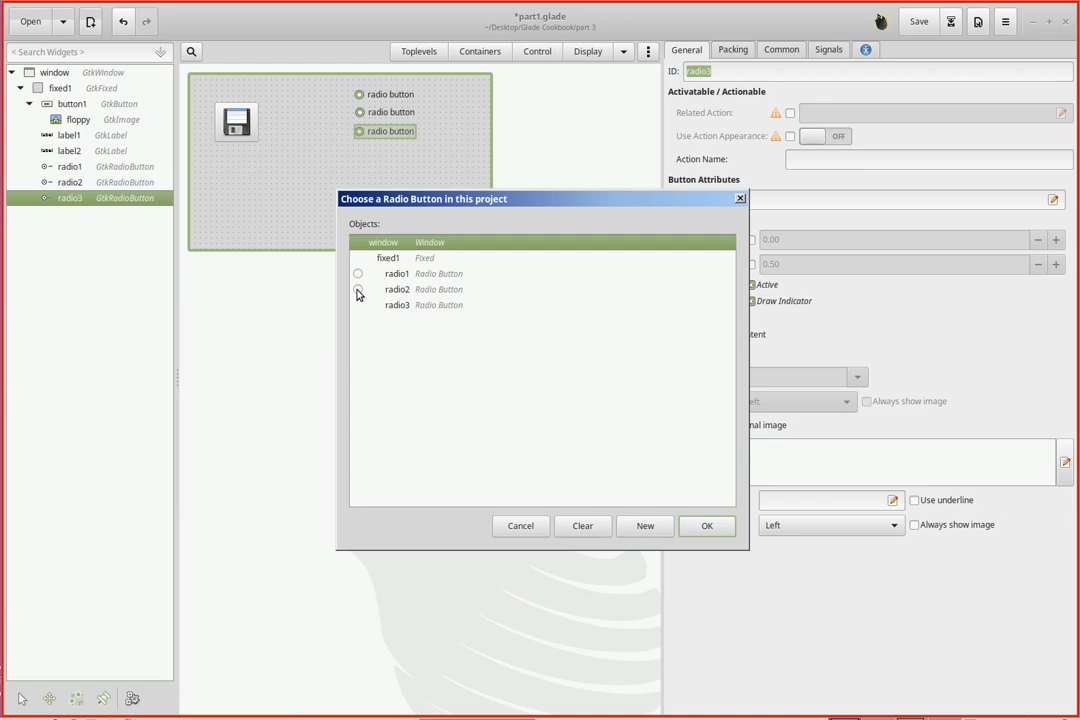 *part1.glade
~/Desktop/Glade Cookbook/part 3
Open
Save
< Search Widgets >
Toplevels
Containers
Control
Display
General
Packing
Common
Signals
window GtkWindow
fixed1 GtkFixed
button1 GtkButton
floppy GtkImage
label1 GtkLabel
label2 GtkLabel
radio1 GtkRadioButton
radio2 GtkRadioButton
radio3 GtkRadioButton
radio button
radio button
radio button
ID: radio3
Activatable / Actionable
Related Action:
Use Action Appearance: OFF
Action Name:
Button Attributes
0.00
0.50
Active
Draw Indicator
Always show image
Use underline
Left
Always show image
Choose a Radio Button in this project
Objects:
window Window
fixed1 Fixed
radio1 Radio Button
radio2 Radio Button
radio3 Radio Button
Cancel
Clear
New
OK